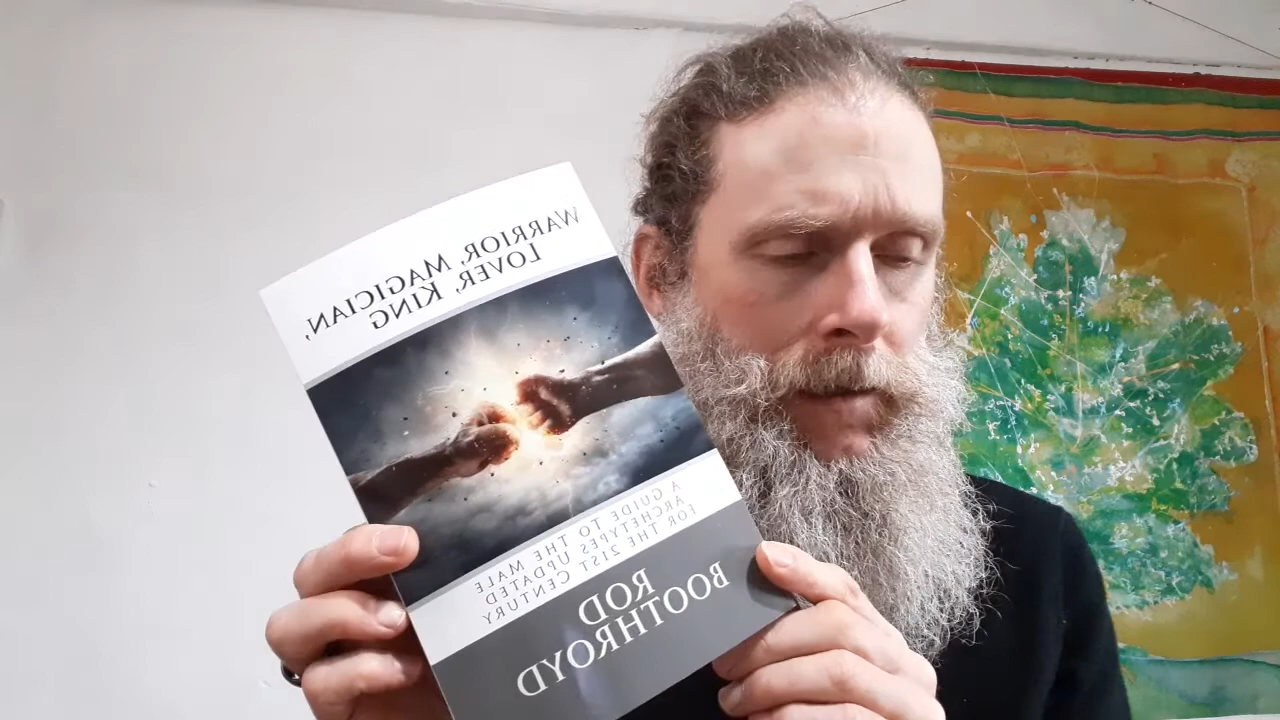 WARRIOR, MAGICIAN,
LOVER, KING
A GUIDE TO THE MALE
ARCHETYPES UPDATED
FOR THE 21ST CENTURY
ROD
BOOTHROYD